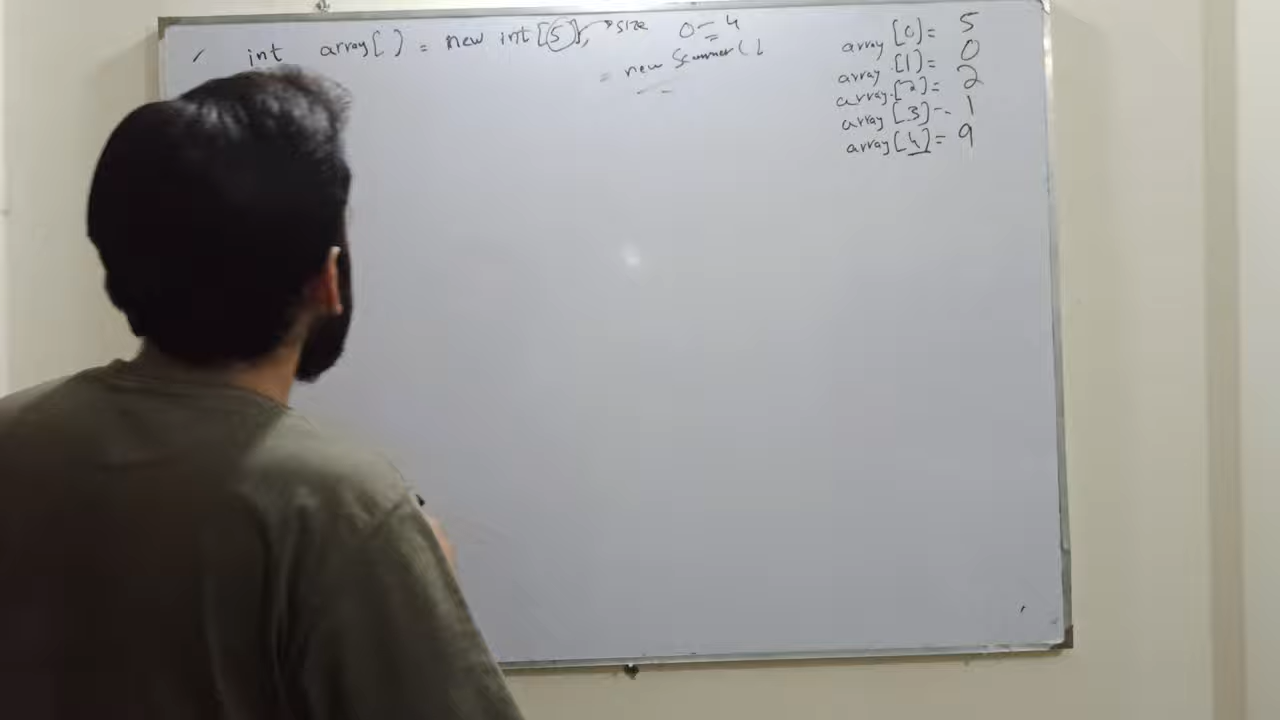 int array[ ] = new int[5]; size 0 - 4
= new Scanner (
array [0] = 5
array [1] = 0
array [2] = 2
array [3] = 1
array [4] = 9